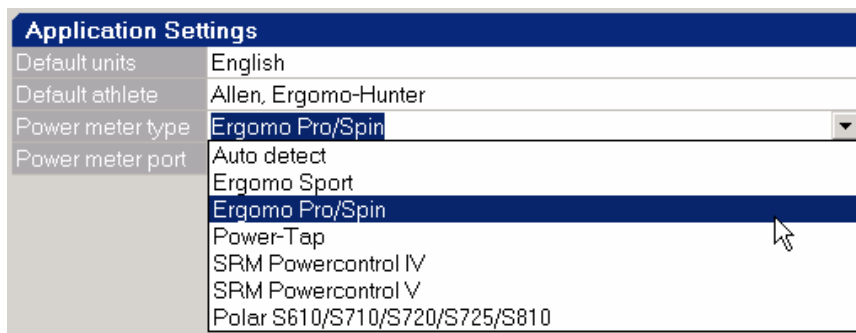 Application Settings
Default units English
Default athlete Allen, Ergomo-Hunter
Power meter type Ergomo Pro/Spin
Power meter port Auto detect
Ergomo Sport
Ergomo Pro/Spin
Power-Tap
SRM Powercontrol IV
SRM Powercontrol V
Polar S610/S710/S720/S725/S810